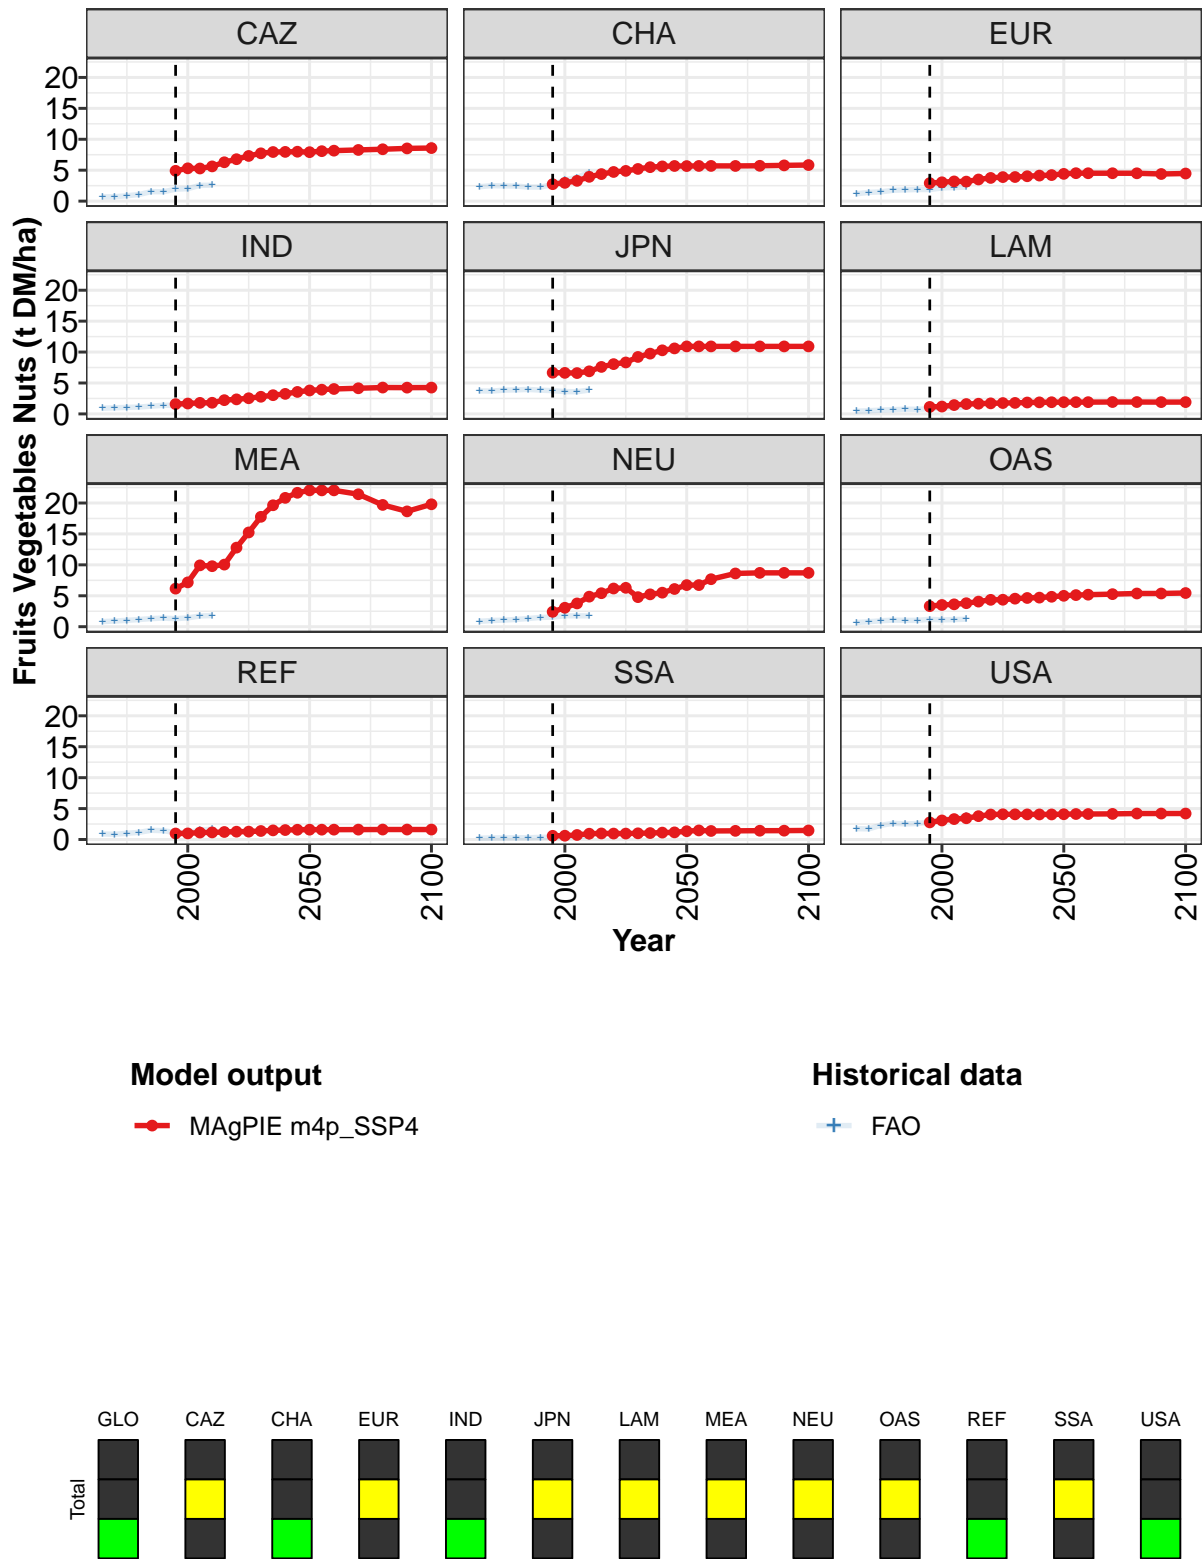 CAZ CHA EUR
20
15
10
5
0
IND JPN LAM
20
15
10
5
0
MEA NEU OAS
20
15
10
5
0
REF SSA USA
20
15
10
5
0
Fruits Vegetables Nuts (t DM/ha)
2000 2050 2100 2000 2050 2100 2000 2050 2100
Year
Model output Historical data
MAgPIE m4p_SSP4 FAO
GLO CAZ CHA EUR IND JPN LAM MEA NEU OAS REF SSA USA
Total